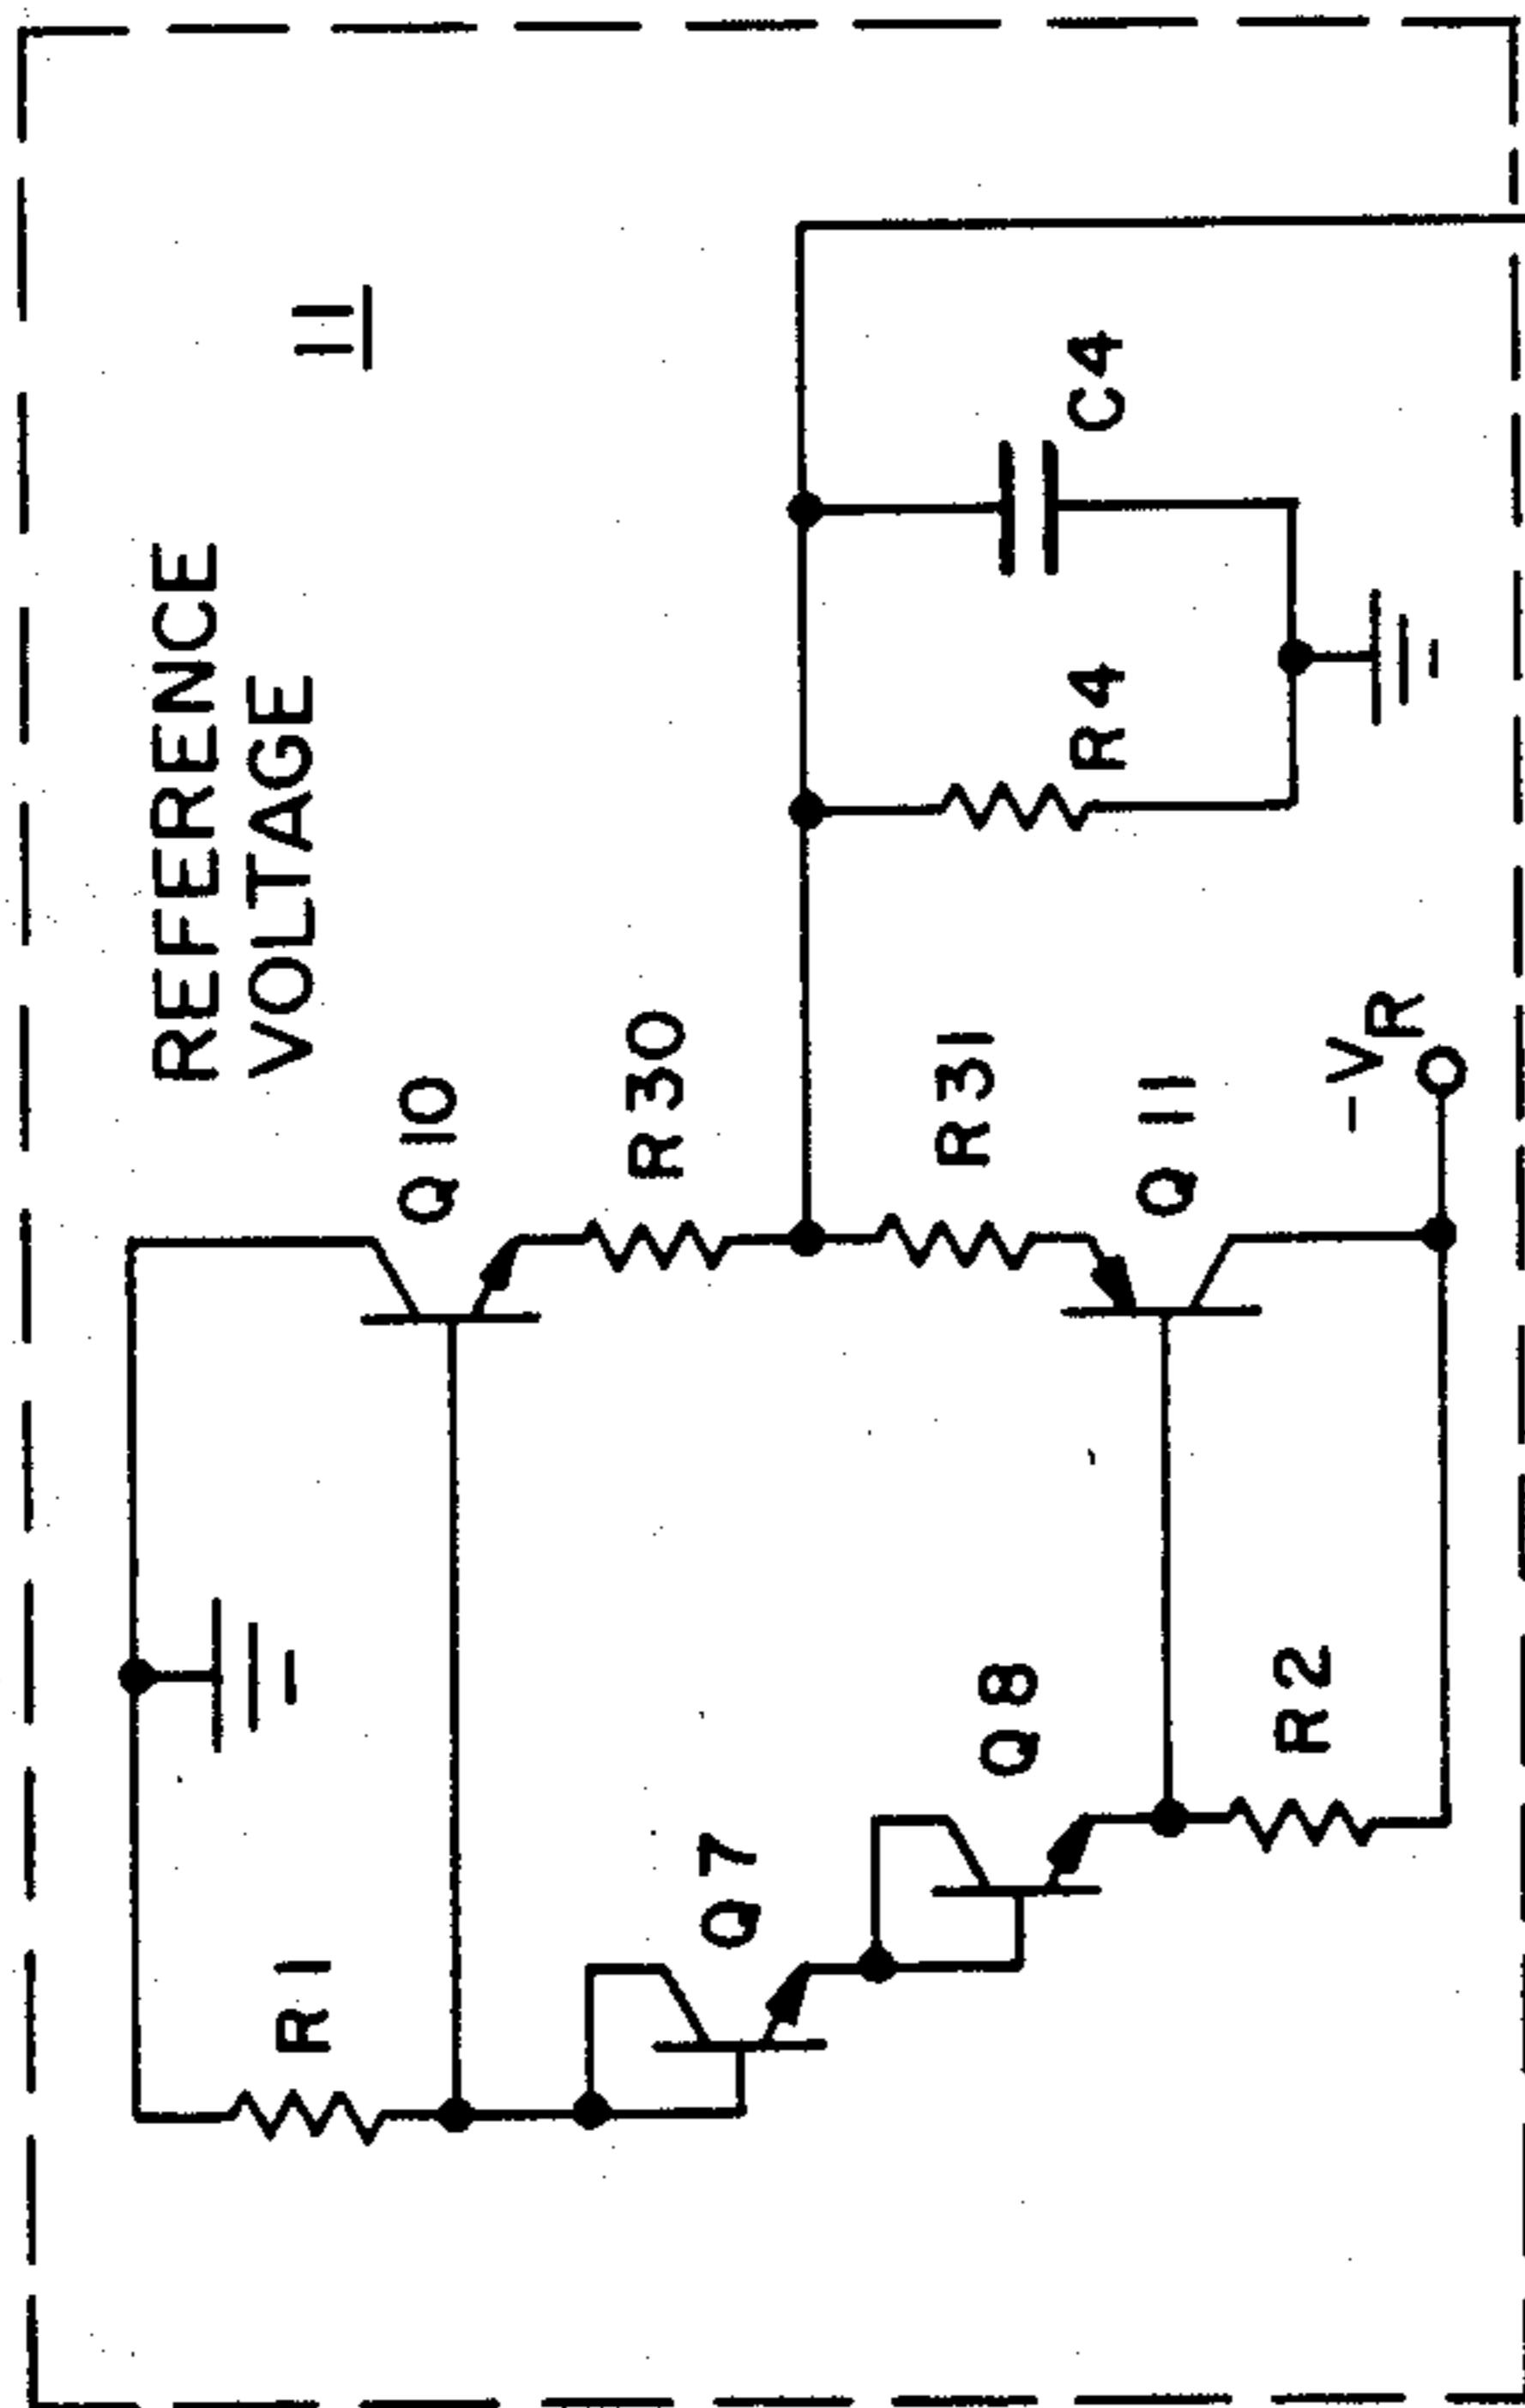 REFERENCE
VOLTAGE
11
Q10
R30
R31
Q11
-VR
R4
C4
R1
Q7
Q8
R2